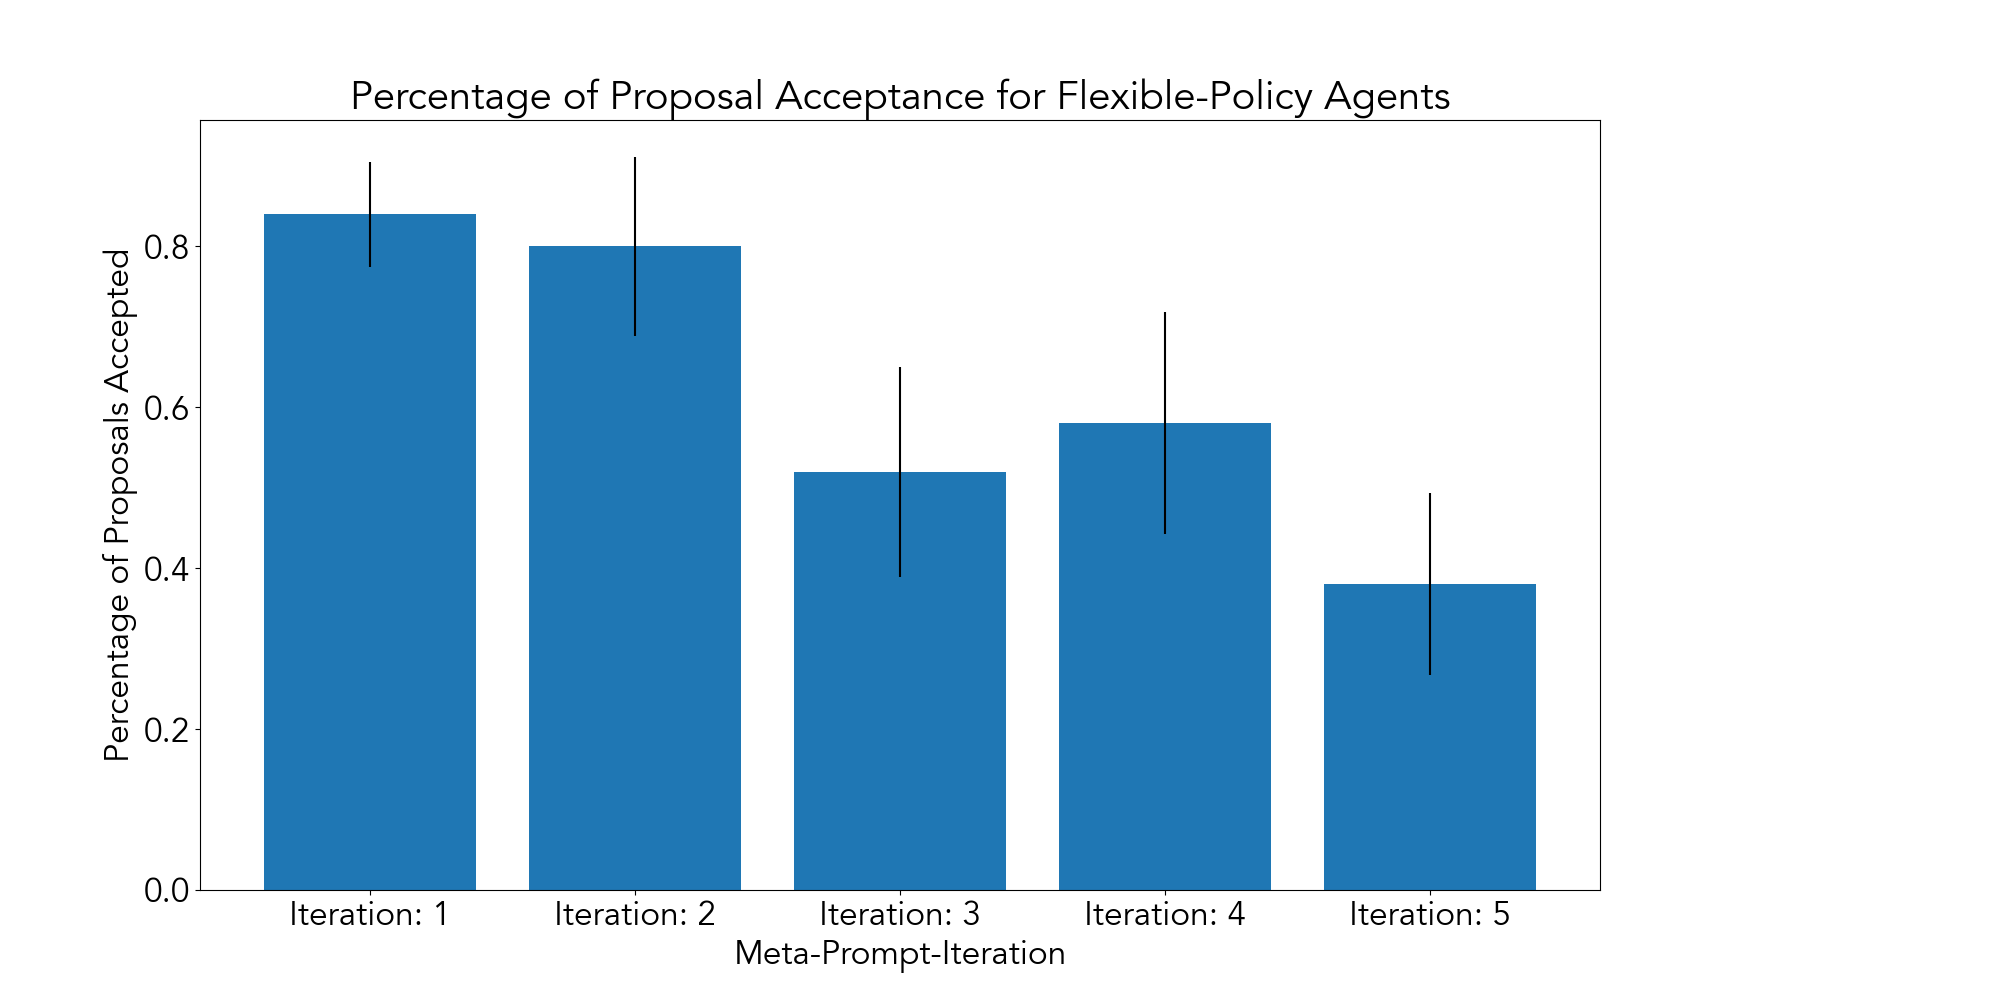 Percentage of Proposal Acceptance for Flexible-Policy Agents
Percentage of Proposals Accepted
0.8
0.6
0.4
0.2
0.0
Iteration: 1
Iteration: 2
Iteration: 3
Iteration: 4
Iteration: 5
Meta-Prompt-Iteration